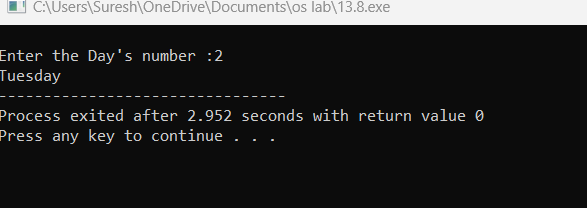 C:\Users\Suresh\OneDrive\Documents\os lab\13.8.exe
Enter the Day's number :2
Tuesday
--------------------------------
Process exited after 2.952 seconds with return value 0
Press any key to continue . . .